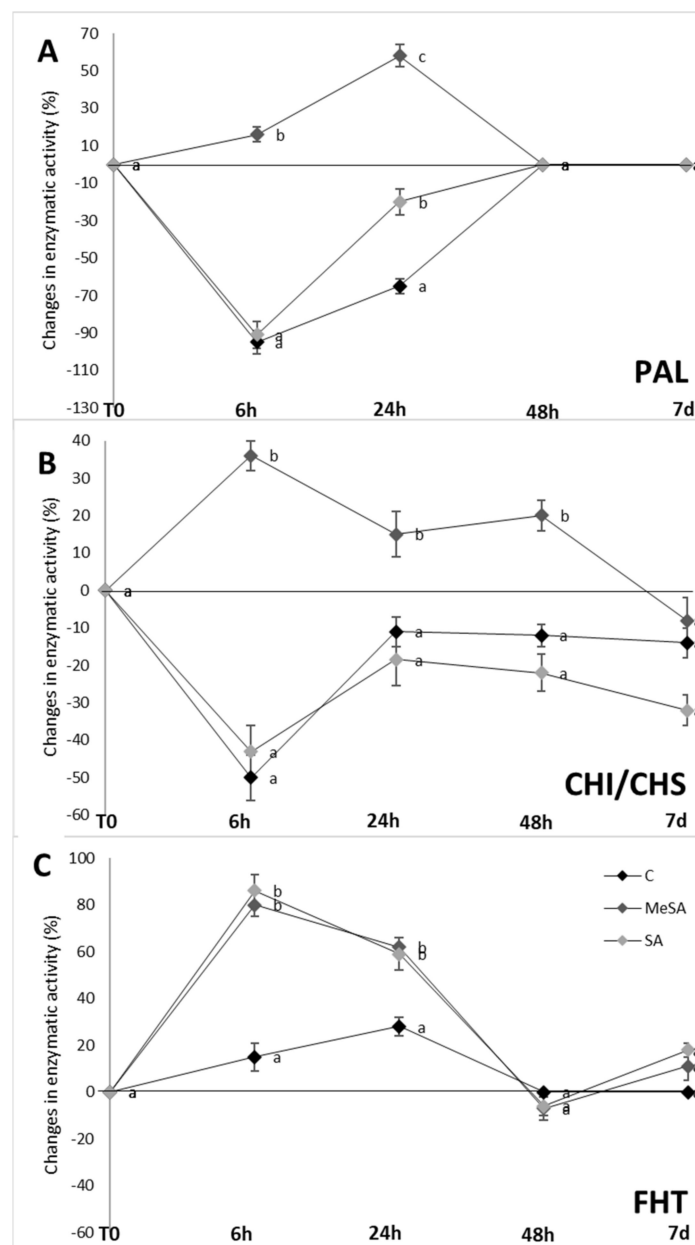 A
Changes in enzymatic activity (%)
70
50
30
10
-10
-30
-50
-70
-90
-110
-130
a
b
c
a
a
b
a
a
a
PAL
T0 6h 24h 48h 7d
B
Changes in enzymatic activity (%)
40
30
20
10
0
-10
-20
-30
-40
-50
-60
a
b
b
b
a
a
a
a
a
a
CHI/CHS
T0 6h 24h 48h 7d
C
Changes in enzymatic activity (%)
100
80
60
40
20
0
-20
-40
-60
C
MeSA
SA
a
b
b
b
b
a
a
a
a
FHT
T0 6h 24h 48h 7d